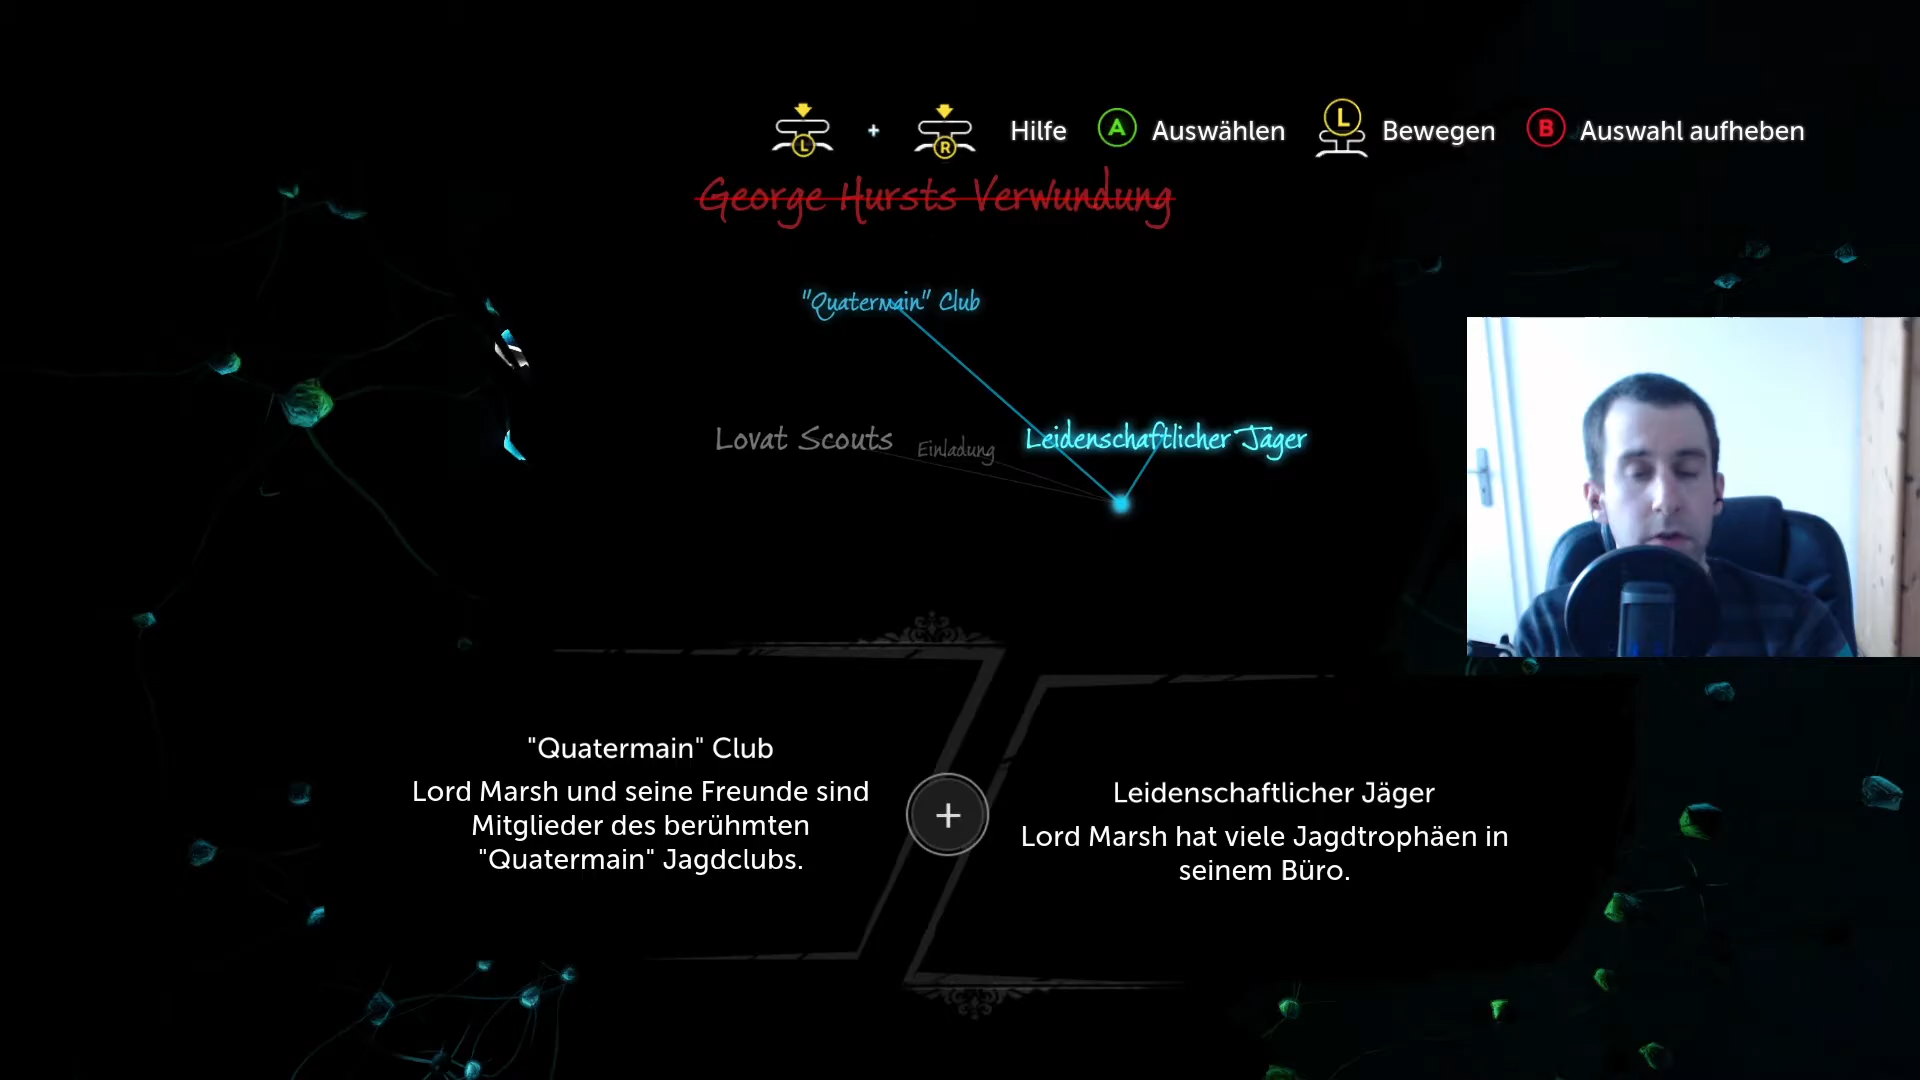 L + R Hilfe A Auswählen L Bewegen B Auswahl aufheben
George Hursts Verwundung
"Quatermain" Club
Lovat Scouts Einladung Leidenschaftlicher Jäger
"Quatermain" Club
Lord Marsh und seine Freunde sind
Mitglieder des berühmten
"Quatermain" Jagdclubs.
+
Leidenschaftlicher Jäger
Lord Marsh hat viele Jagdtrophäen in
seinem Büro.